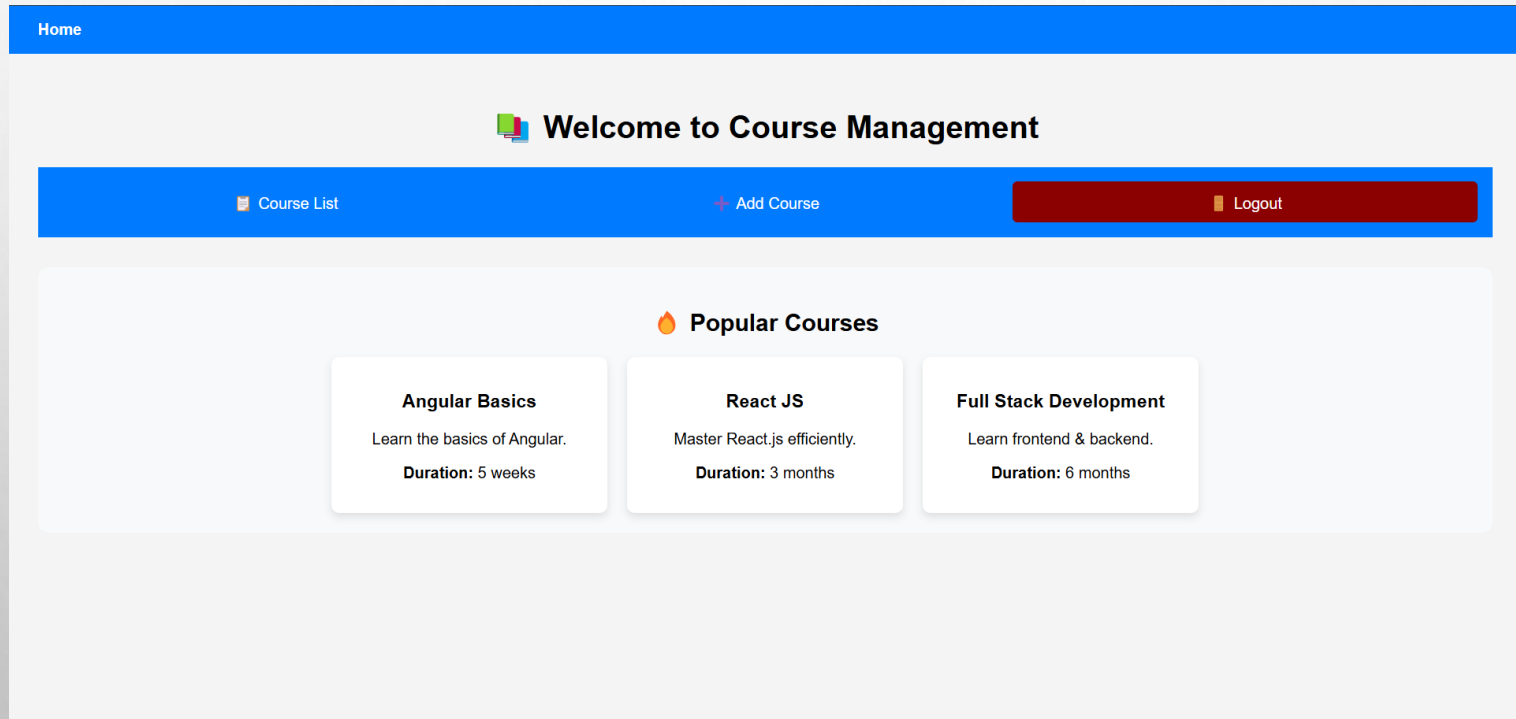 Home
Welcome to Course Management
Course List
Add Course
Logout
Popular Courses
Angular Basics
Learn the basics of Angular.
Duration: 5 weeks
React JS
Master React.js efficiently.
Duration: 3 months
Full Stack Development
Learn frontend & backend.
Duration: 6 months